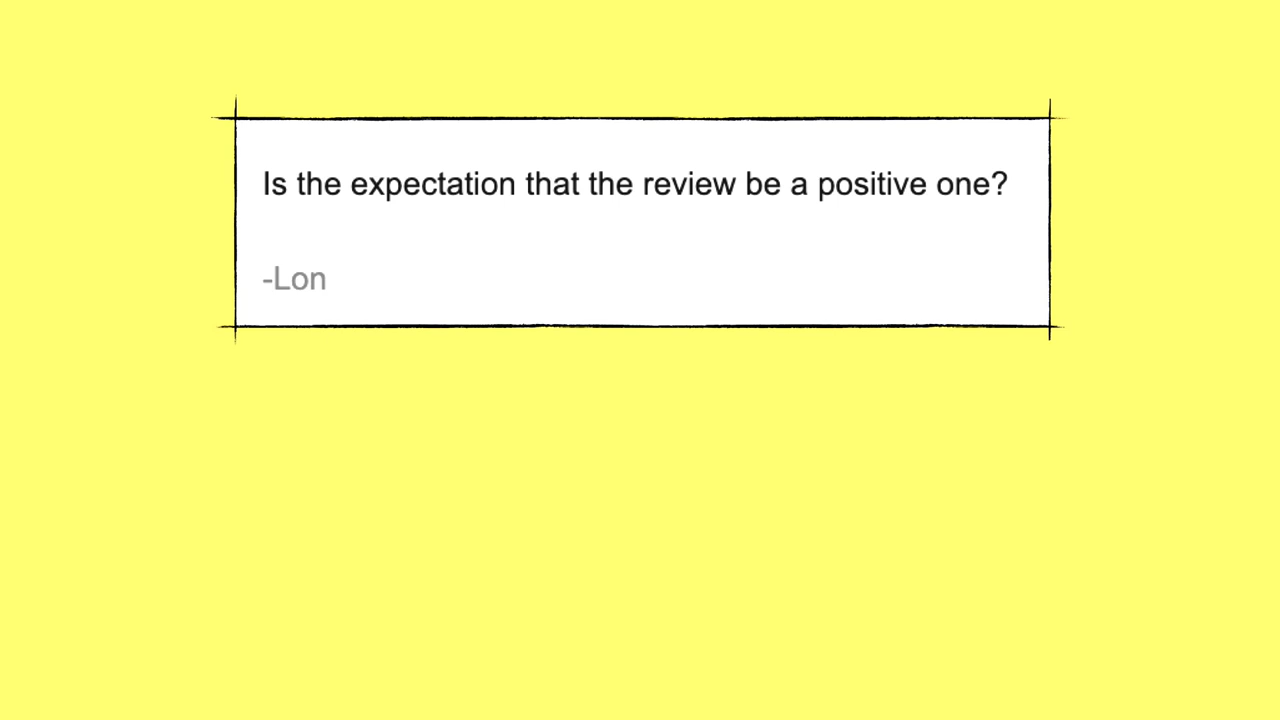 Is the expectation that the review be a positive one?
-Lon